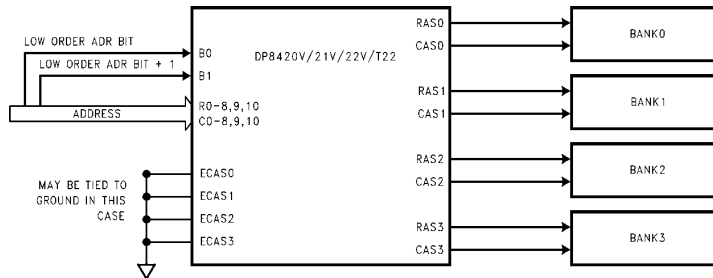 LOW ORDER ADR BIT
LOW ORDER ADR BIT + 1
ADDRESS
B0
B1
R0-8,9,10
C0-8,9,10
DP8420V/21V/22V/T22
MAY BE TIED TO
GROUND IN THIS
CASE
ECAS0
ECAS1
ECAS2
ECAS3
RAS0
CAS0
BANK0
RAS1
CAS1
BANK1
RAS2
CAS2
BANK2
RAS3
CAS3
BANK3